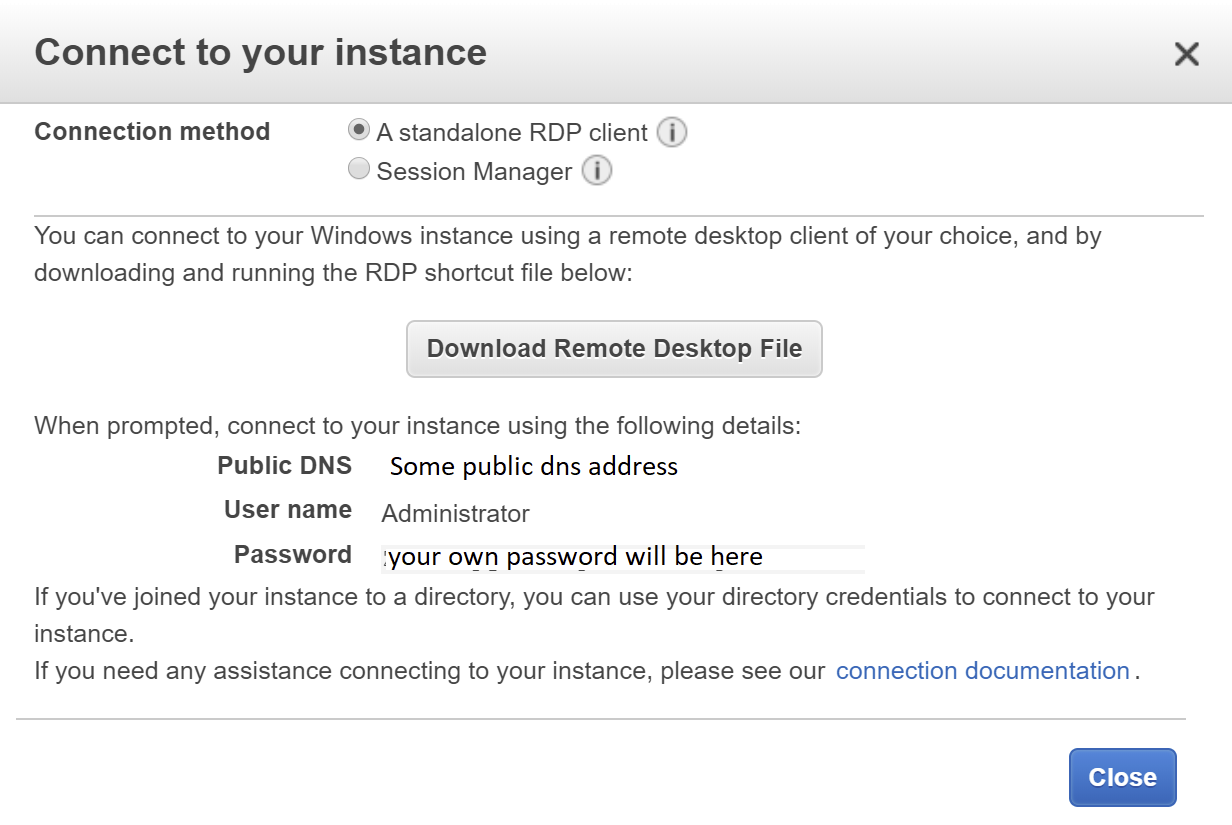 Connect to your instance
Connection method
A standalone RDP client
Session Manager
You can connect to your Windows instance using a remote desktop client of your choice, and by
downloading and running the RDP shortcut file below:
Download Remote Desktop File
When prompted, connect to your instance using the following details:
Public DNS Some public dns address
User name Administrator
Password your own password will be here
If you've joined your instance to a directory, you can use your directory credentials to connect to your
instance.
If you need any assistance connecting to your instance, please see our connection documentation .
Close